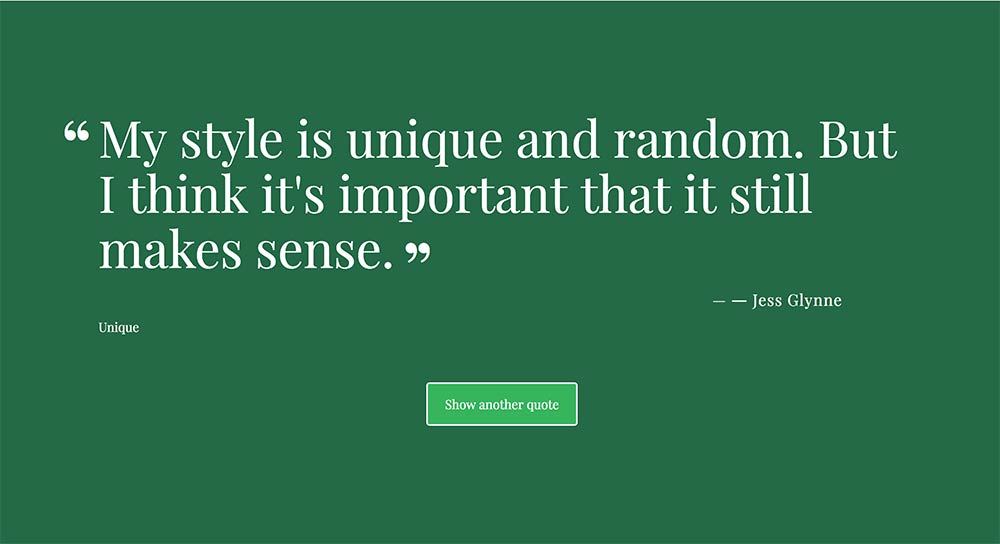 “ My style is unique and random. But
I think it's important that it still
makes sense. ”
— — Jess Glynne
Unique
Show another quote